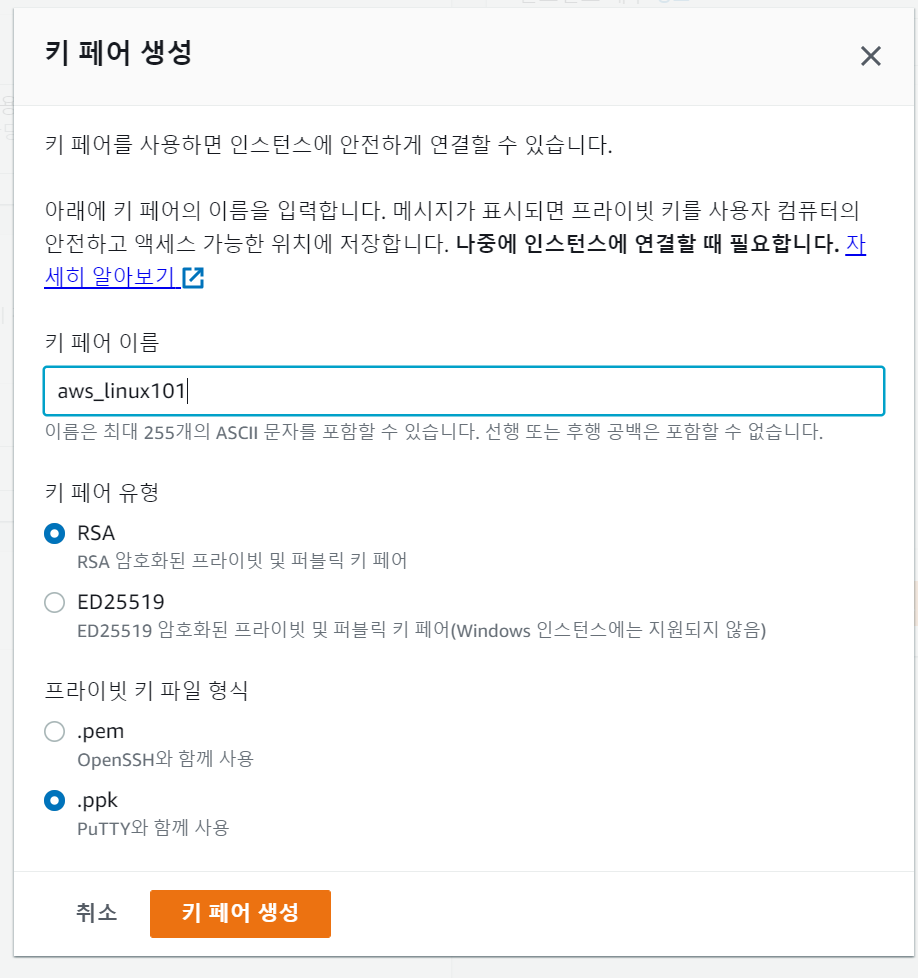 키 페어 생성
키 페어를 사용하면 인스턴스에 안전하게 연결할 수 있습니다.
아래에 키 페어의 이름을 입력합니다. 메시지가 표시되면 프라이빗 키를 사용자 컴퓨터의
안전하고 액세스 가능한 위치에 저장합니다. 나중에 인스턴스에 연결할 때 필요합니다. 자
세히 알아보기
키 페어 이름
aws_linux101
이름은 최대 255개의 ASCII 문자를 포함할 수 있습니다. 선행 또는 후행 공백은 포함할 수 없습니다.
키 페어 유형
RSA
RSA 암호화된 프라이빗 및 퍼블릭 키 페어
ED25519
ED25519 암호화된 프라이빗 및 퍼블릭 키 페어(Windows 인스턴스에는 지원되지 않음)
프라이빗 키 파일 형식
.pem
OpenSSH와 함께 사용
.ppk
PuTTY와 함께 사용
취소
키 페어 생성